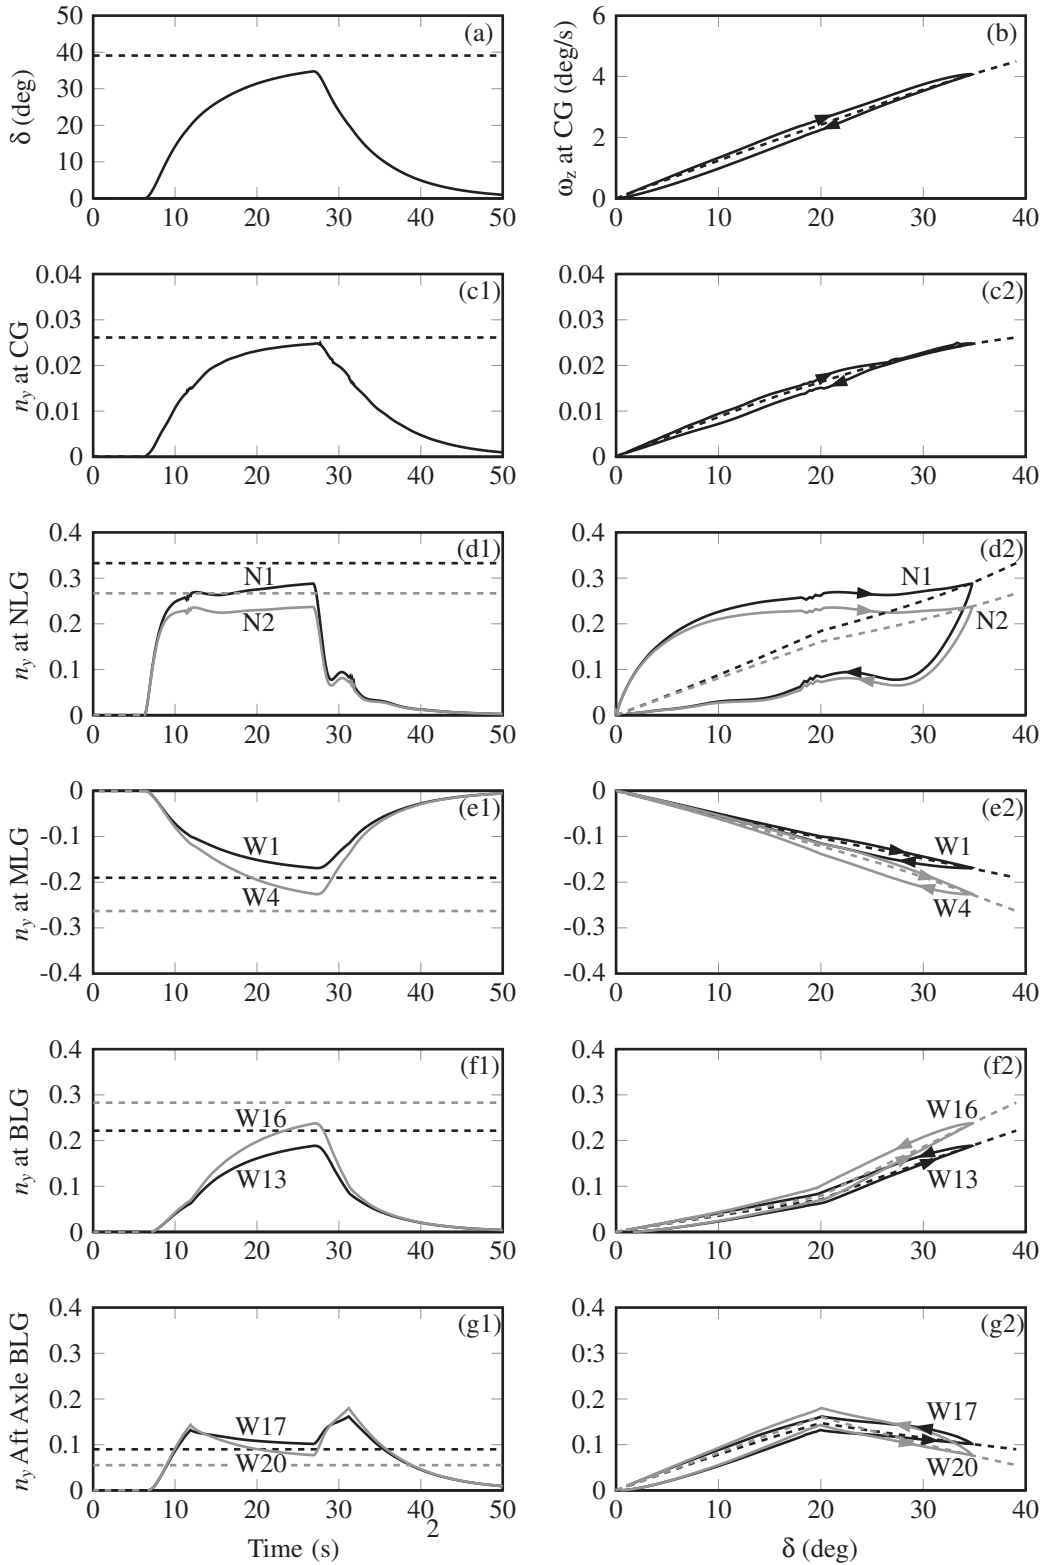 50
40
30
20
10
0
δ (deg)
(a)
0 10 20 30 40 50
6
4
2
0
ω_z at CG (deg/s)
(b)
0 10 20 30 40
0.04
0.03
0.02
0.01
0
n_y at CG
(c1)
0 10 20 30 40 50
0.04
0.03
0.02
0.01
0
(c2)
0 10 20 30 40
0.4
0.3
0.2
0.1
0
n_y at NLG
(d1)
N1
N2
0 10 20 30 40 50
0.4
0.3
0.2
0.1
0
(d2)
N1
N2
0 10 20 30 40
0
-0.1
-0.2
-0.3
-0.4
n_y at MLG
(e1)
W1
W4
0 10 20 30 40 50
0
-0.1
-0.2
-0.3
-0.4
(e2)
W1
W4
0 10 20 30 40
0.4
0.3
0.2
0.1
0
n_y at BLG
(f1)
W16
W13
0 10 20 30 40 50
0.4
0.3
0.2
0.1
0
(f2)
W16
W13
0 10 20 30 40
0.4
0.3
0.2
0.1
0
n_y Aft Axle BLG
(g1)
W17
W20
0 10 20 30 40 50
2
Time (s)
0.4
0.3
0.2
0.1
0
(g2)
W17
W20
0 10 20 30 40
δ (deg)